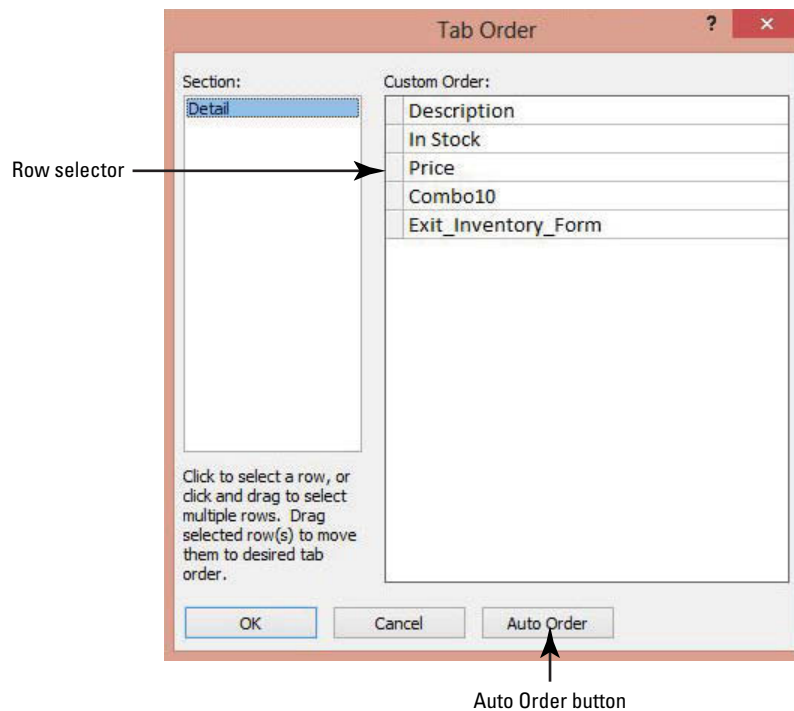 Tab Order
?
×
Section:
Detail
Custom Order:
Description
In Stock
Price
Combo10
Exit_Inventory_Form
Row selector
Click to select a row, or
click and drag to select
multiple rows. Drag
selected row(s) to move
them to desired tab
order.
OK
Cancel
Auto Order
Auto Order button